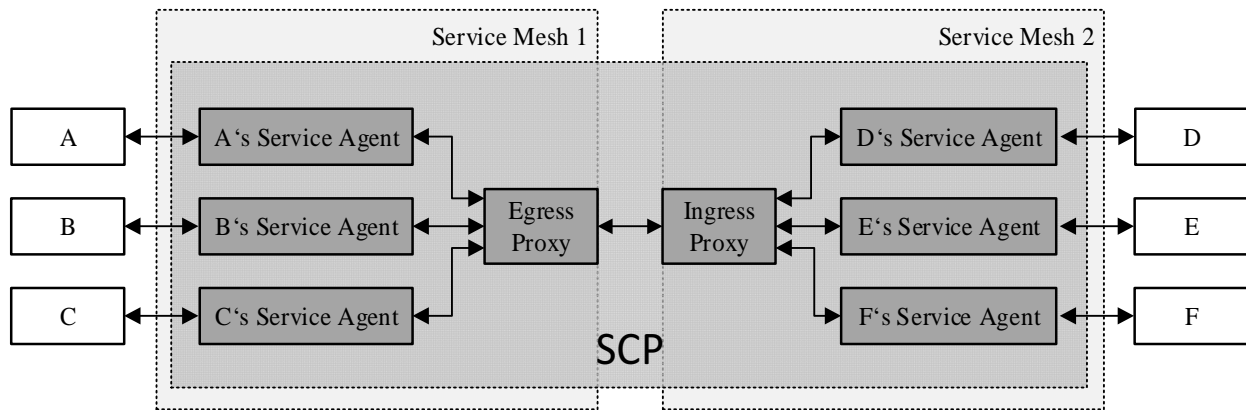 Service Mesh 1
Service Mesh 2
A
A‘s Service Agent
D‘s Service Agent
D
B
B‘s Service Agent
Egress
Proxy
Ingress
Proxy
E‘s Service Agent
E
C
C‘s Service Agent
F‘s Service Agent
F
SCP